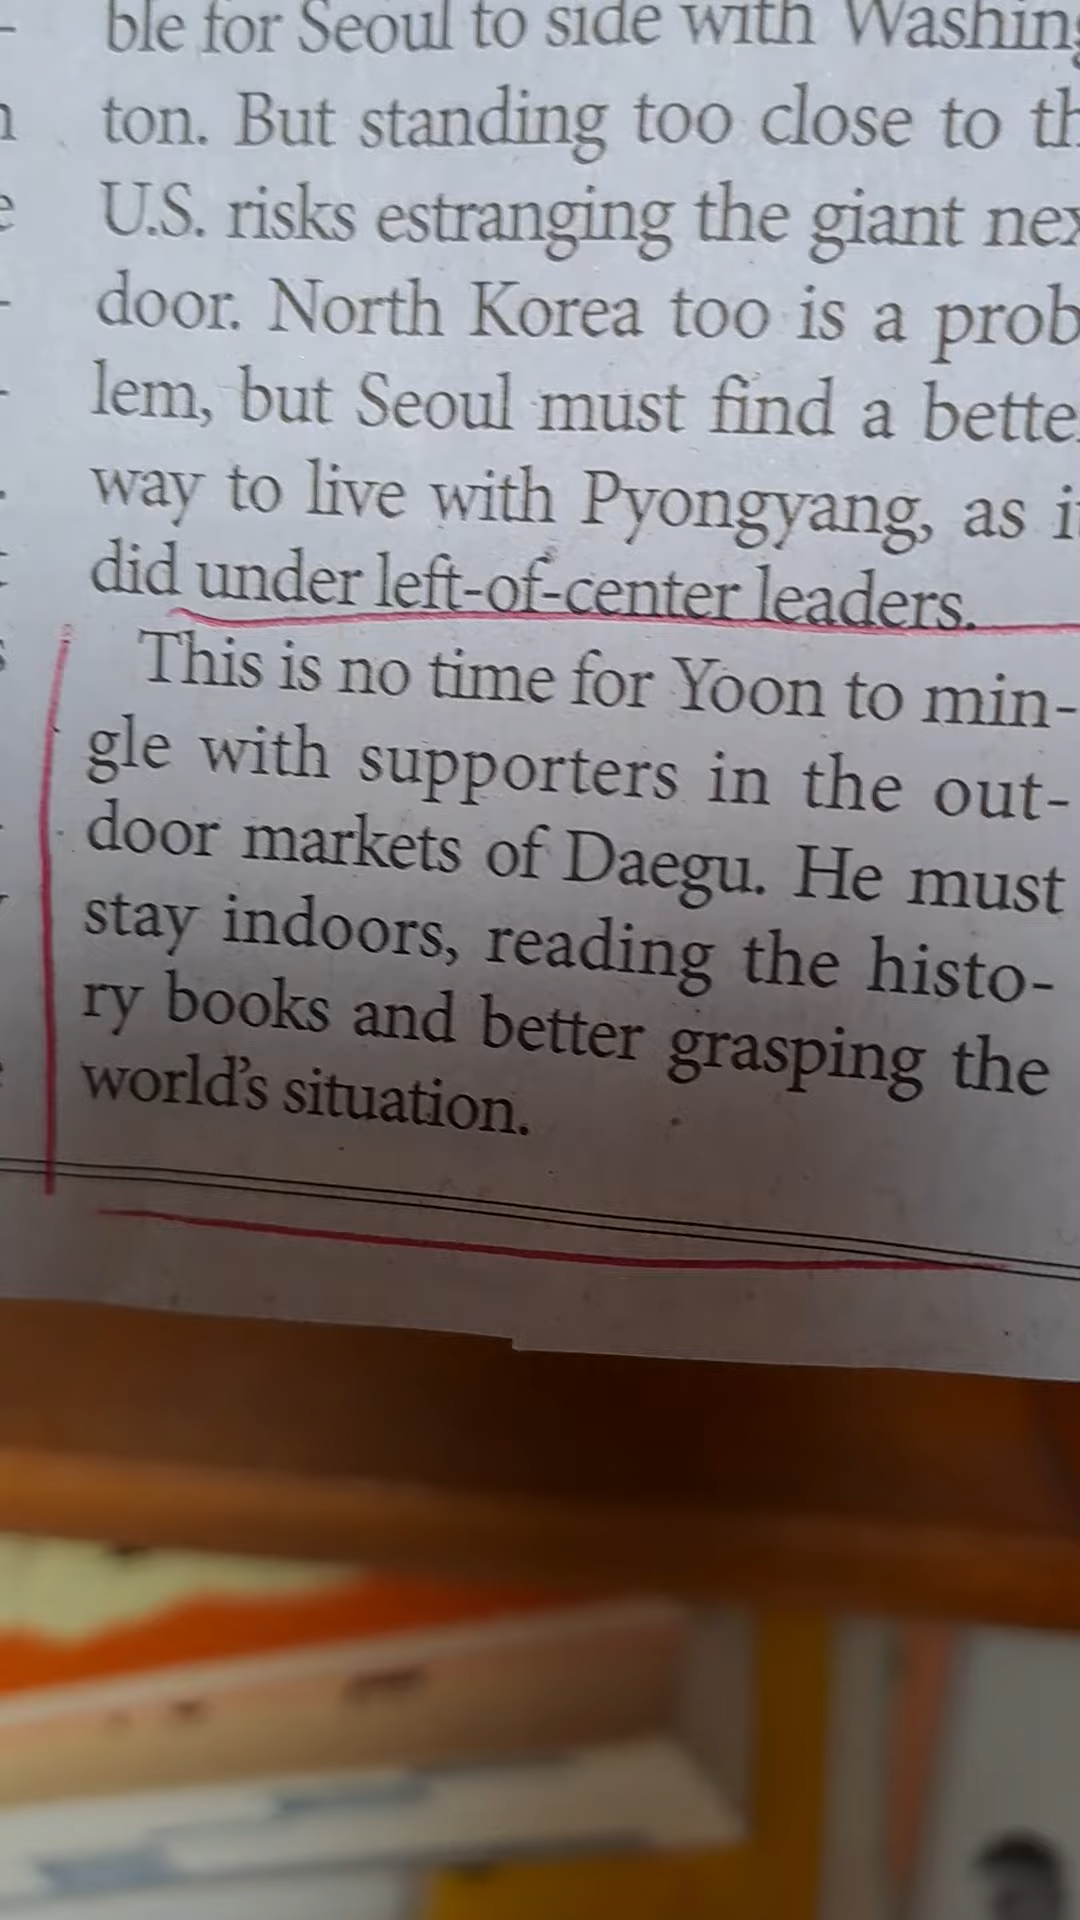 ble for Seoul to side with Washing
ton. But standing too close to th
U.S. risks estranging the giant nex
door. North Korea too is a prob
lem, but Seoul must find a bette
way to live with Pyongyang, as i
did under left-of-center leaders.
This is no time for Yoon to min-
gle with supporters in the out-
door markets of Daegu. He must
stay indoors, reading the histo-
ry books and better grasping the
world’s situation.